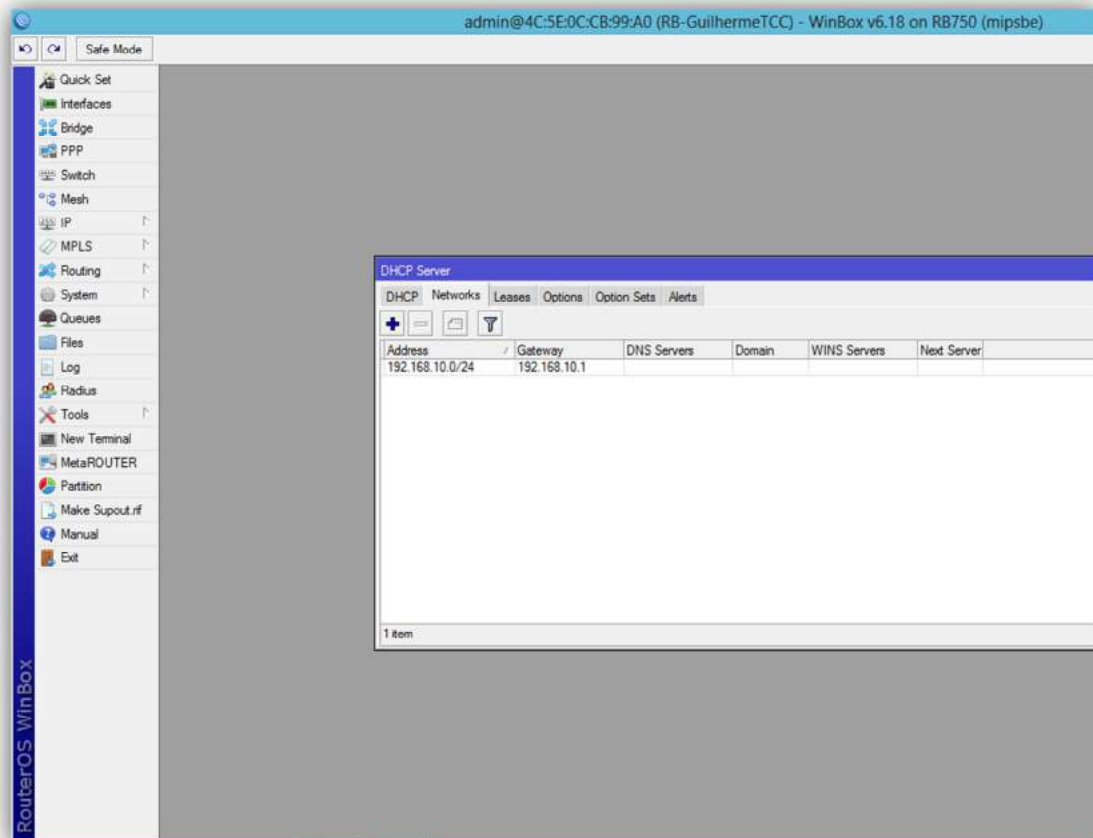 admin@4C:5E:0C:CB:99:A0 (RB-GuilhermeTCC) - WinBox v6.18 on RB750 (mipsbe)
Safe Mode
Quick Set
Interfaces
Bridge
PPP
Switch
Mesh
IP
MPLS
Routing
System
Queues
Files
Log
Radius
Tools
New Terminal
MetaROUTER
Partition
Make Supout.rif
Manual
Exit
RouterOS WinBox
DHCP Server
DHCP Networks Leases Options Option Sets Alerts
Address Gateway DNS Servers Domain WINS Servers Next Server
192.168.10.0/24 192.168.10.1
1 item